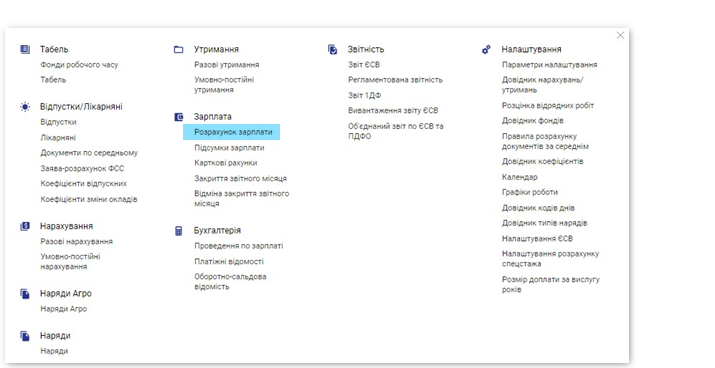 Табель
Фонди робочого часу
Табель
Відпустки/Лікарняні
Відпустки
Лікарняні
Документи по середньому
Заява-розрахунок ФСС
Коефіцієнти відпускних
Коефіцієнти зміни окладів
Нарахування
Разові нарахування
Умовно-постійні
нарахування
Наряди Агро
Наряди Агро
Наряди
Наряди
Утримання
Разові утримання
Умовно-постійні
утримання
Зарплата
Розрахунок зарплати
Підсумки зарплати
Карткові рахунки
Закриття звітного місяця
Відміна закриття звітного
місяця
Бухгалтерія
Проведення по зарплаті
Платіжні відомості
Оборотно-сальдова
відомість
Звітність
Звіт ЄСВ
Регламентована звітність
Звіт 1ДФ
Вивантаження звіту ЄСВ
Об'єднаний звіт по ЄСВ та
ПДФО
Налаштування
Параметри налаштування
Довідник нарахувань/
утримань
Розцінка відрядних робіт
Довідник фондів
Правила розрахунку
документів за середнім
Довідник коефіцієнтів
Календар
Графіки роботи
Довідник кодів днів
Довідник типів нарядів
Налаштування ЄСВ
Налаштування розрахунку
спецстажа
Розмір доплати за вислугу
років